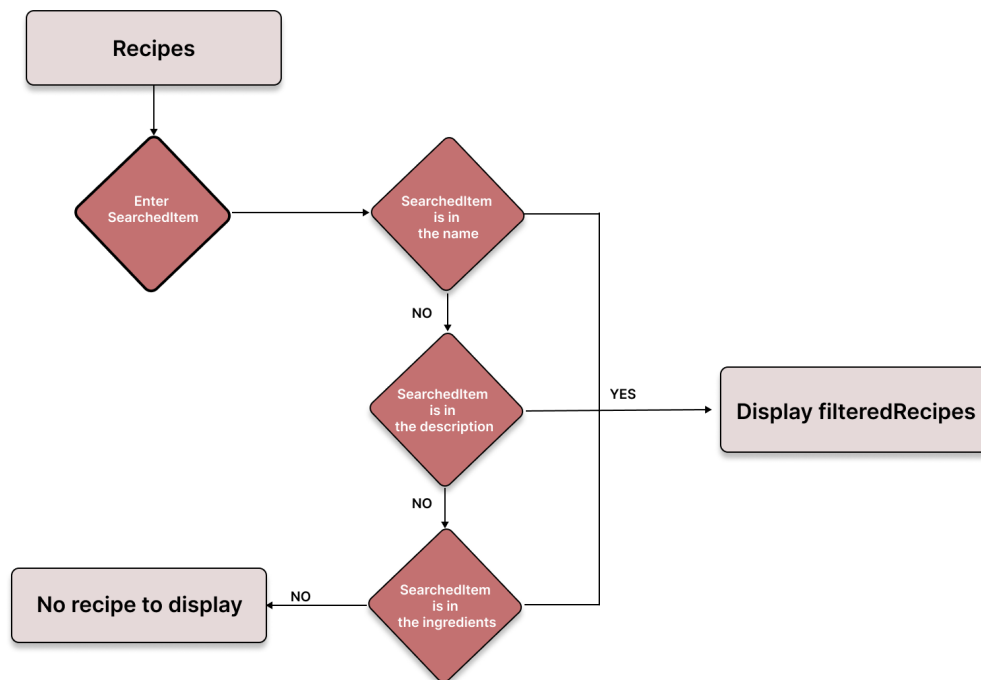 Recipes
Enter
SearchedItem
SearchedItem
is in
the name
NO
SearchedItem
is in
the description
YES
Display filteredRecipes
NO
SearchedItem
is in
the ingredients
NO
No recipe to display